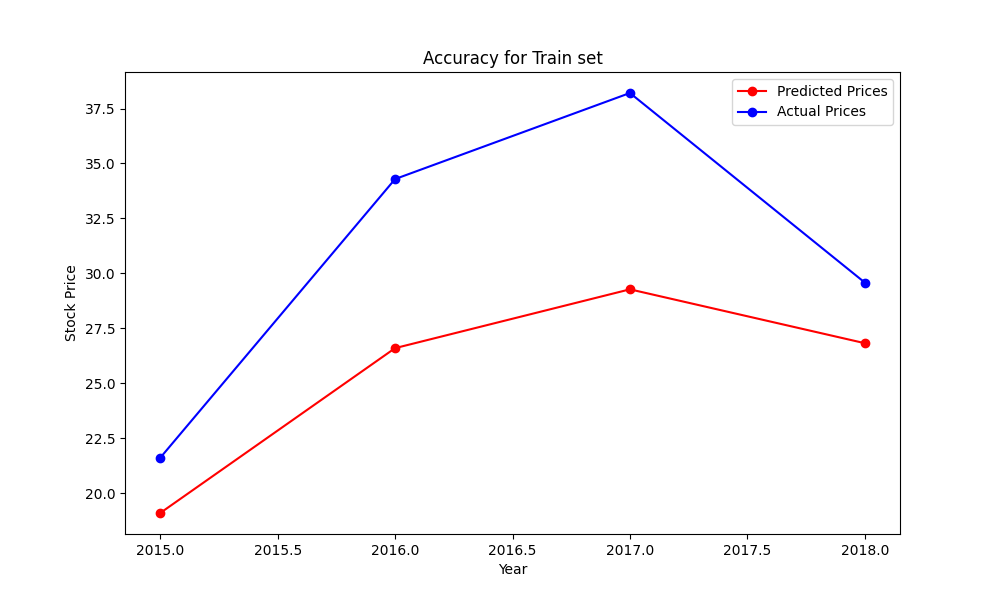 Accuracy for Train set
Predicted Prices
Actual Prices
37.5
35.0
32.5
30.0
27.5
25.0
22.5
20.0
Stock Price
2015.0 2015.5 2016.0 2016.5 2017.0 2017.5 2018.0
Year